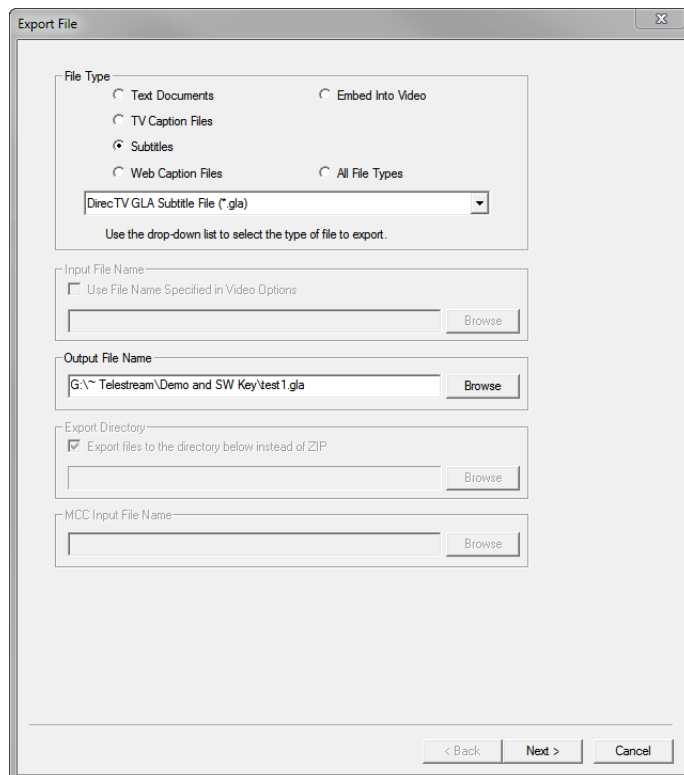 Export File
File Type
Text Documents
Embed Into Video
TV Caption Files
Subtitles
Web Caption Files
All File Types
DirecTV GLA Subtitle File (*.gla)
Use the drop-down list to select the type of file to export.
Input File Name
Use File Name Specified in Video Options
Browse
Output File Name
G:\~ Telestream\Demo and SW Key\test1.gla
Browse
Export Directory
Export files to the directory below instead of ZIP
Browse
MCC Input File Name
Browse
< Back
Next >
Cancel